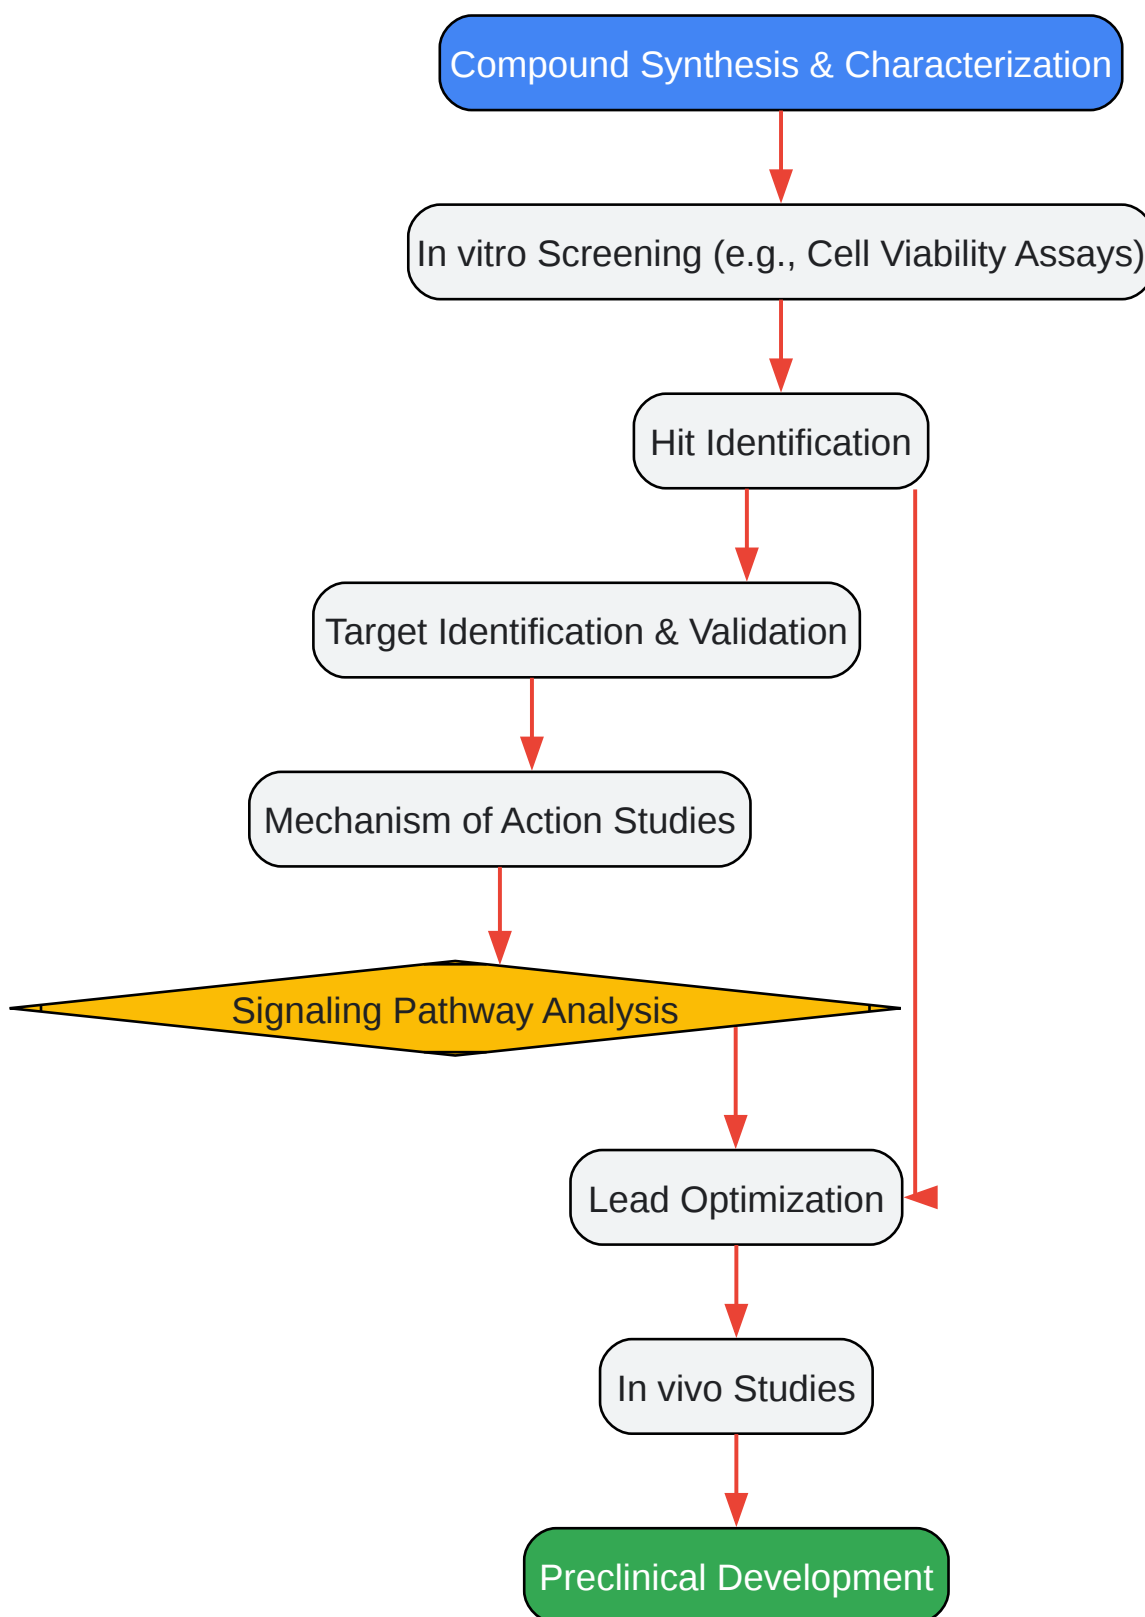 Compound Synthesis & Characterization
In vitro Screening (e.g., Cell Viability Assays)
Hit Identification
Target Identification & Validation
Mechanism of Action Studies
Signaling Pathway Analysis
Lead Optimization
In vivo Studies
Preclinical Development